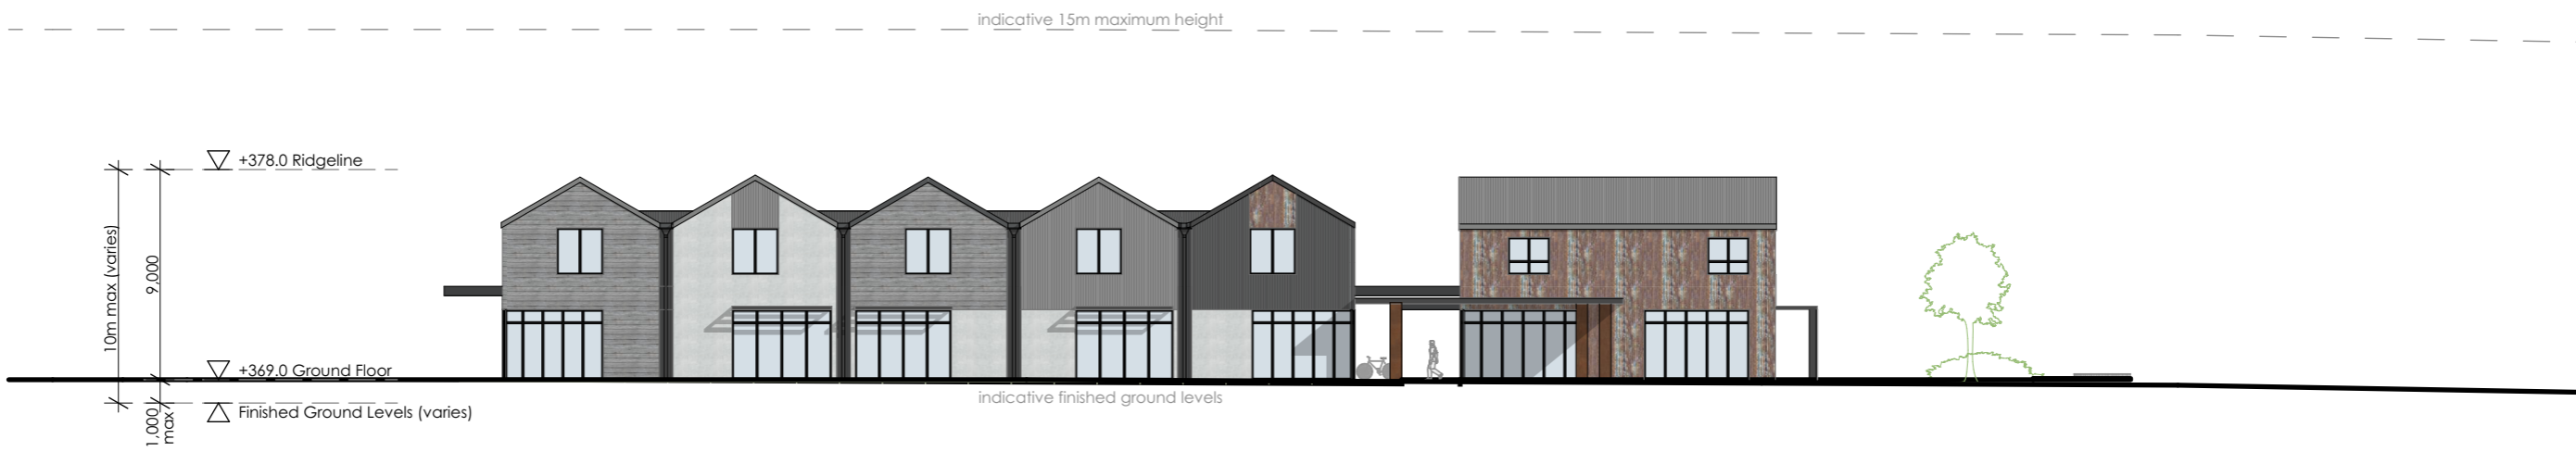 indicative 15m maximum height
+378.0 Ridgeline
10m max (varies)
9,000
+369.0 Ground Floor
indicative finished ground levels
1,000
max
Finished Ground Levels (varies)